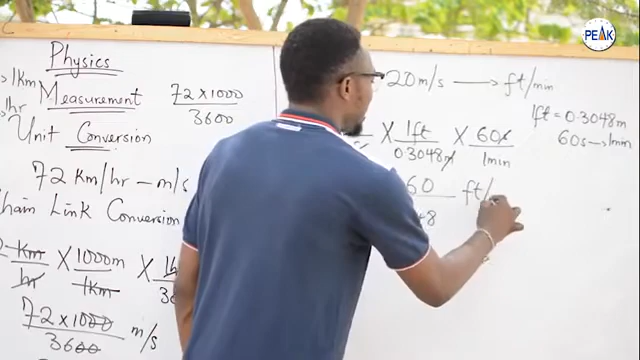 PEAK
Physics
Measurement
Unit Conversion
1Km
1hr
72 x 1000
3600
72 Km/hr – m/s
Chain Link Conversion
Km
hr
x 1000m
1Km
x
72 x 1000
3600
m/s
20m/s → ft/min
1ft = 0.3048m
60s → 1min
x 1ft
0.3048m
x 60s
1min
60
ft/